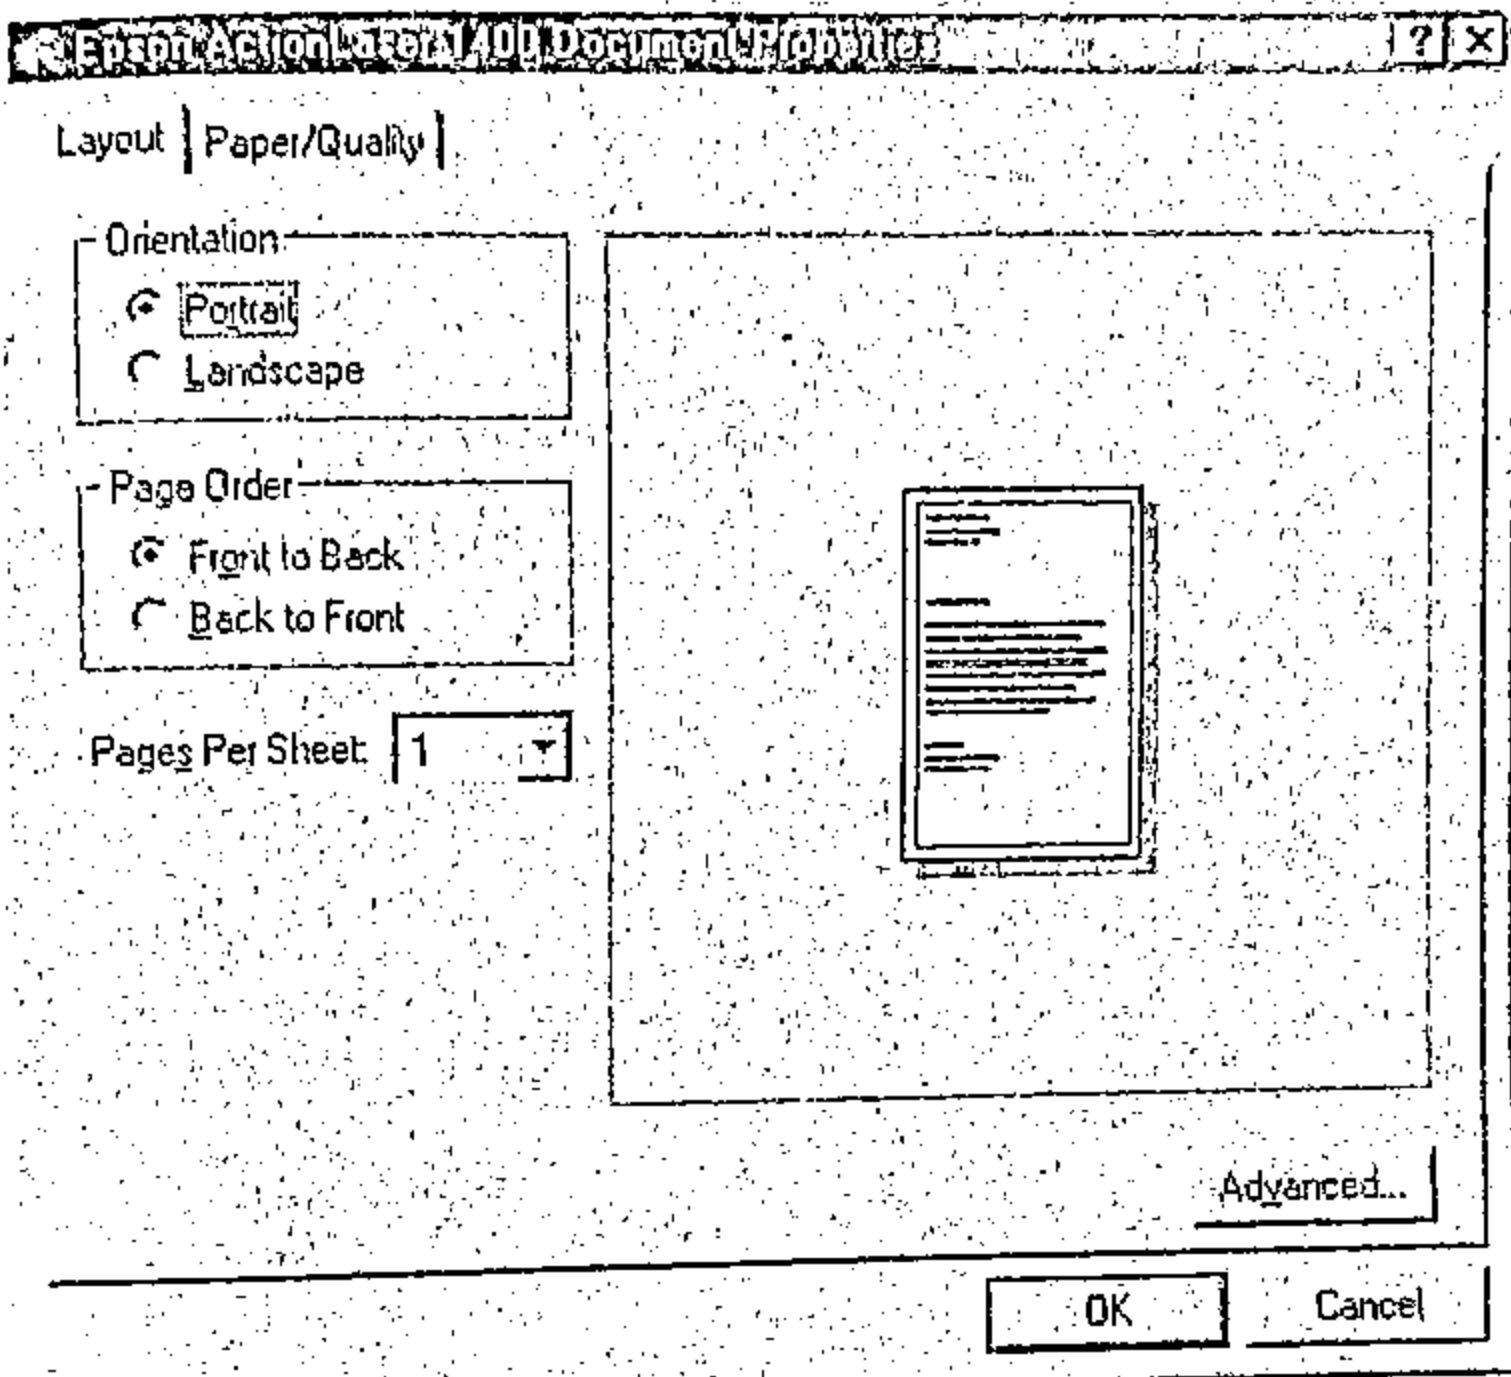 Epson ActionLaser 1400 Document Properties ? X
Layout Paper/Quality
Orientation
Portrait
Landscape
Page Order
Front to Back
Back to Front
Pages Per Sheet: 1
Advanced...
OK Cancel